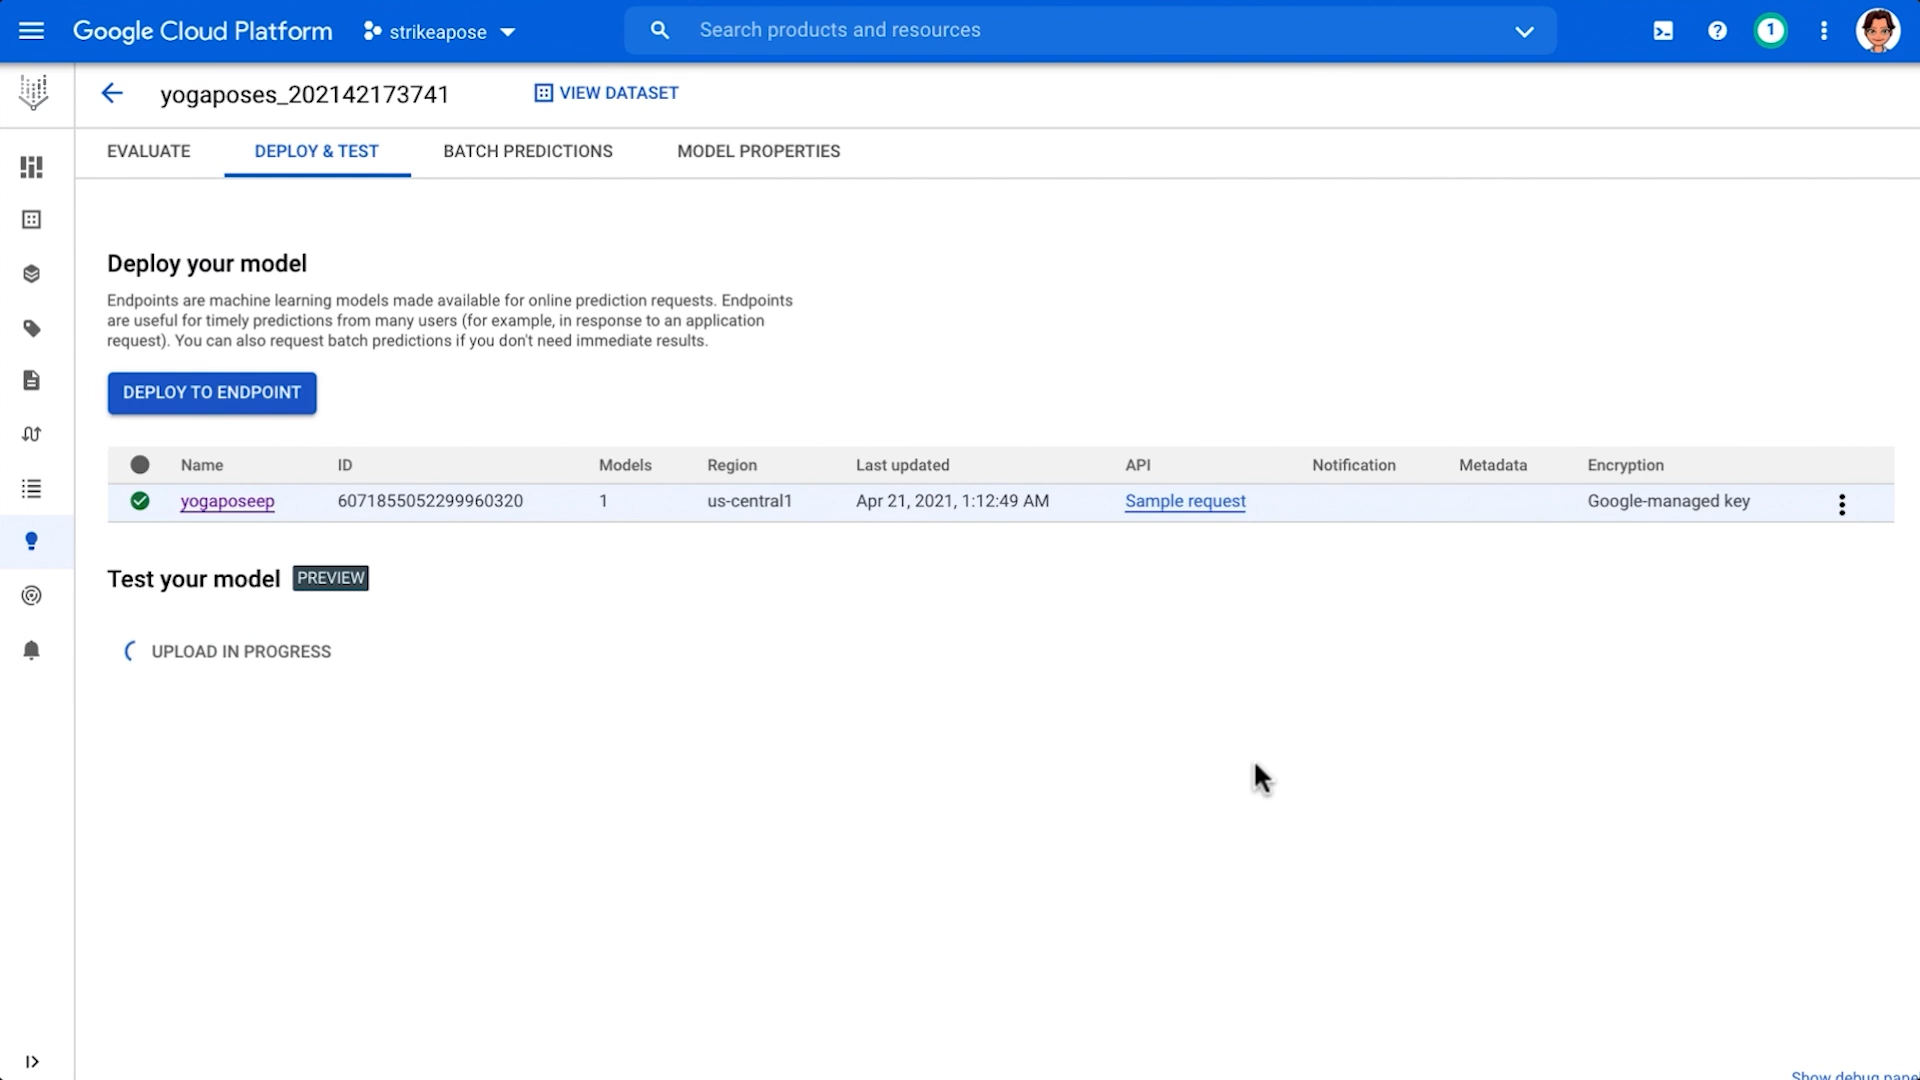 Google Cloud Platform
strikeapose
Search products and resources
1
yogaposes_202142173741
VIEW DATASET
EVALUATE
DEPLOY & TEST
BATCH PREDICTIONS
MODEL PROPERTIES
Deploy your model
Endpoints are machine learning models made available for online prediction requests. Endpoints
are useful for timely predictions from many users (for example, in response to an application
request). You can also request batch predictions if you don't need immediate results.
DEPLOY TO ENDPOINT
Name ID Models Region Last updated API Notification Metadata Encryption
yogaposeep 6071855052299960320 1 us-central1 Apr 21, 2021, 1:12:49 AM Sample request Google-managed key
Test your model PREVIEW
UPLOAD IN PROGRESS
Show debug pane